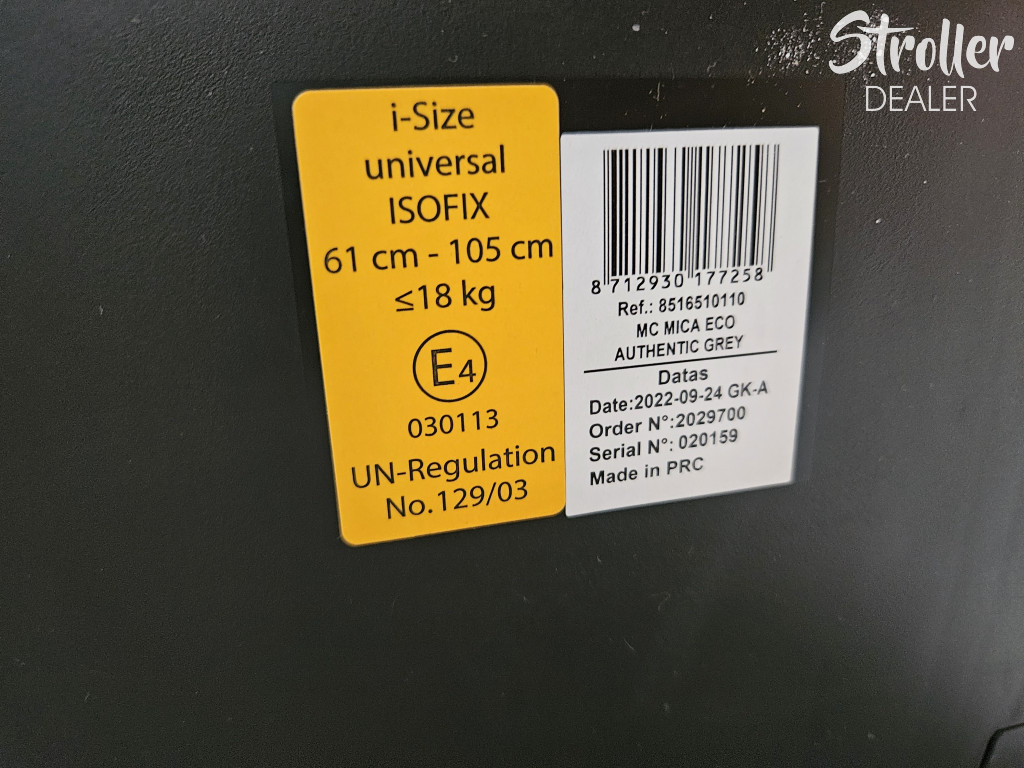 Stroller
DEALER
i-Size
universal
ISOFIX
61 cm - 105 cm
≤18 kg
E4
030113
UN-Regulation
No.129/03
8 712930 177258
Ref.: 8516510110
MC MICA ECO
AUTHENTIC GREY
Datas
Date:2022-09-24 GK-A
Order N°:2029700
Serial N°: 020159
Made in PRC